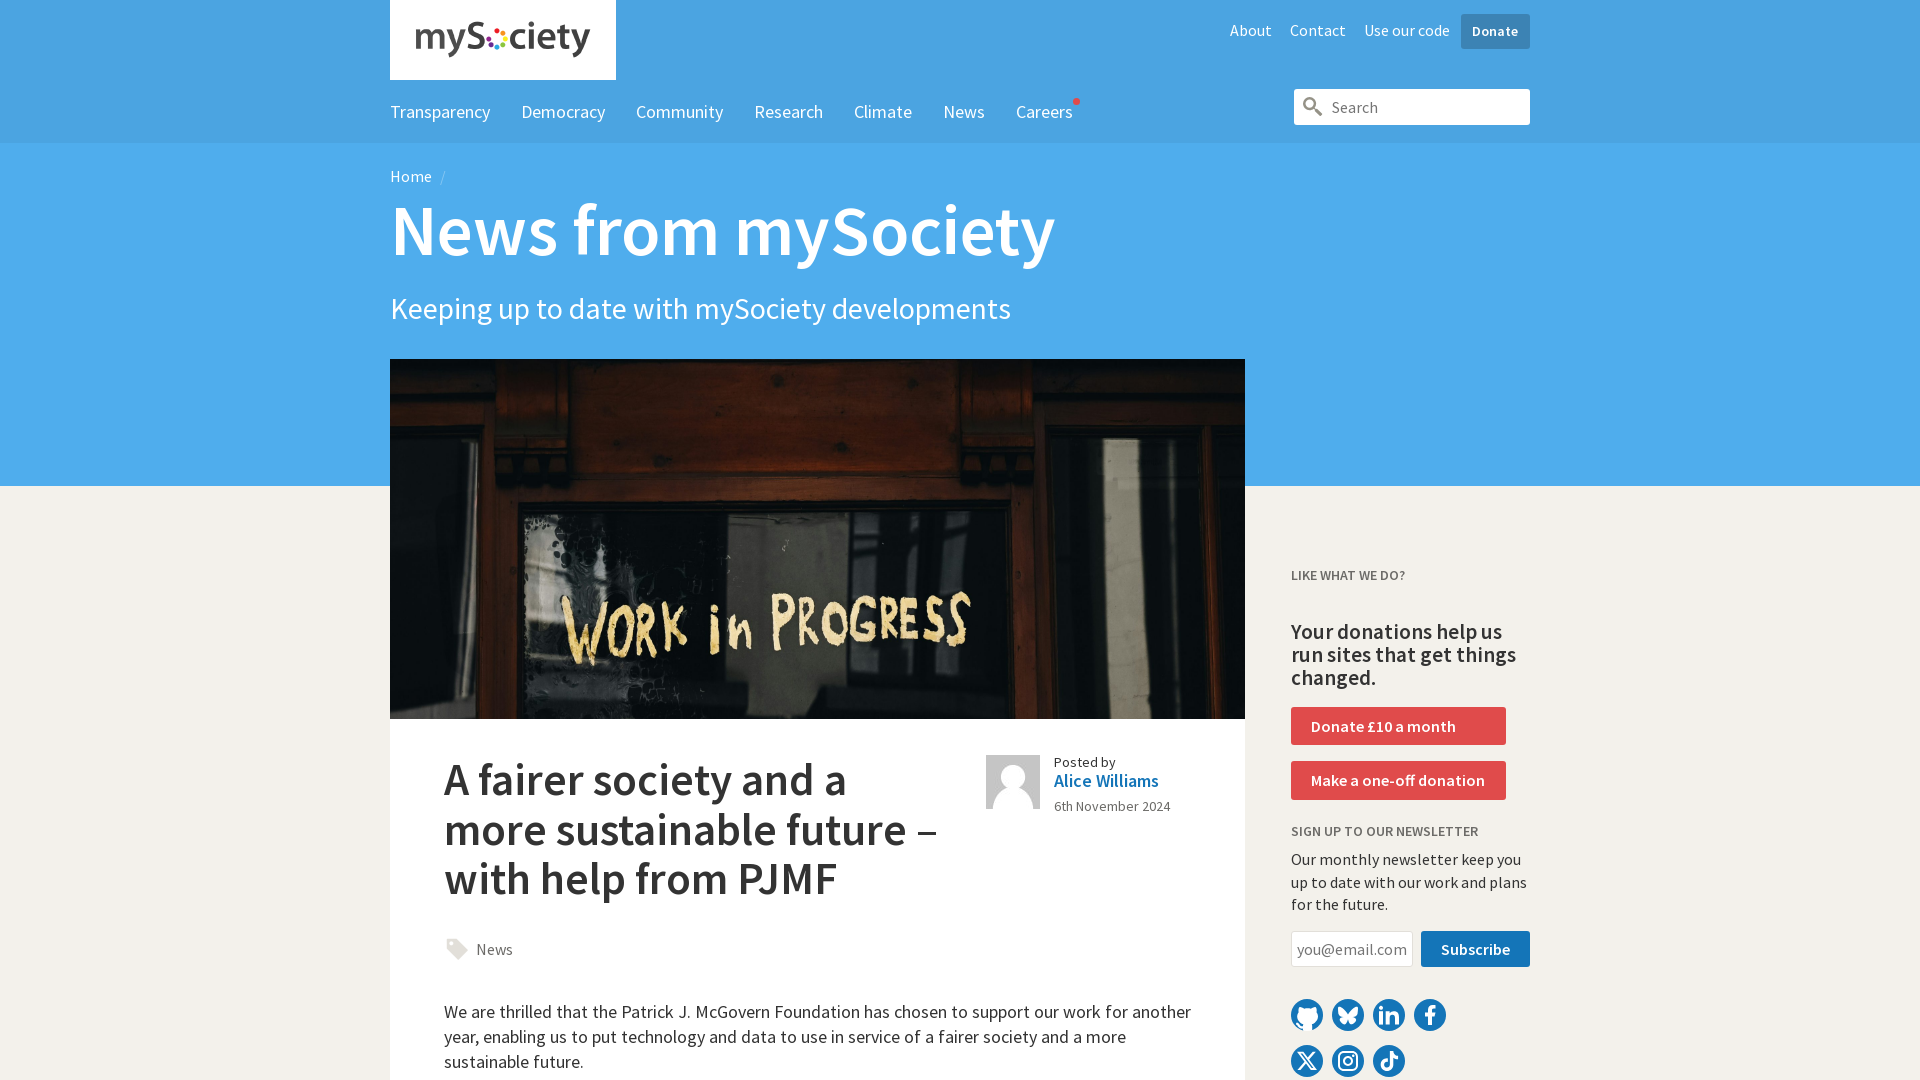 mySociety
About
Contact
Use our code
Donate
Transparency
Democracy
Community
Research
Climate
News
Careers
Search
Home /
News from mySociety
Keeping up to date with mySociety developments
WORK in PROGRESS
A fairer society and a
more sustainable future –
with help from PJMF
Posted by
Alice Williams
6th November 2024
News
We are thrilled that the Patrick J. McGovern Foundation has chosen to support our work for another
year, enabling us to put technology and data to use in service of a fairer society and a more
sustainable future.
LIKE WHAT WE DO?
Your donations help us
run sites that get things
changed.
Donate £10 a month
Make a one-off donation
SIGN UP TO OUR NEWSLETTER
Our monthly newsletter keep you
up to date with our work and plans
for the future.
you@email.com
Subscribe